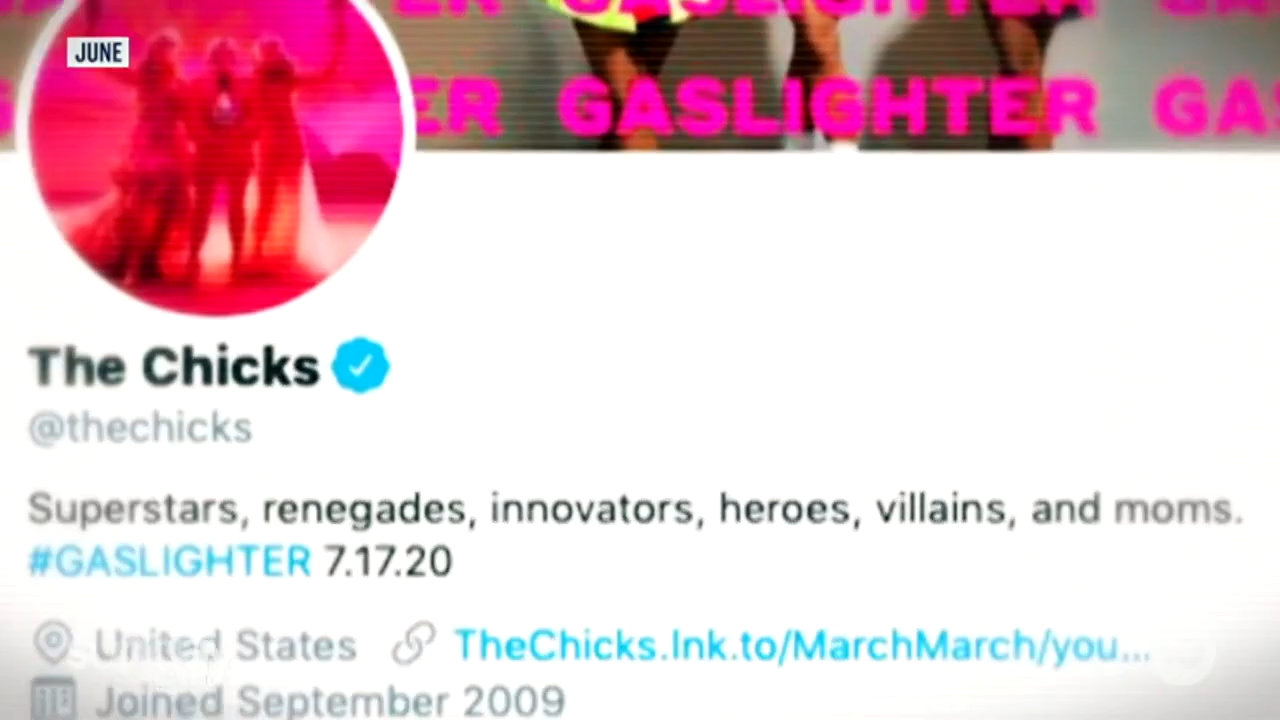 GASLIGHTER
JUNE
ER GASLIGHTER GAS
The Chicks
@thechicks
Superstars, renegades, innovators, heroes, villains, and moms.
#GASLIGHTER 7.17.20
United States TheChicks.lnk.to/MarchMarch/you...
Joined September 2009